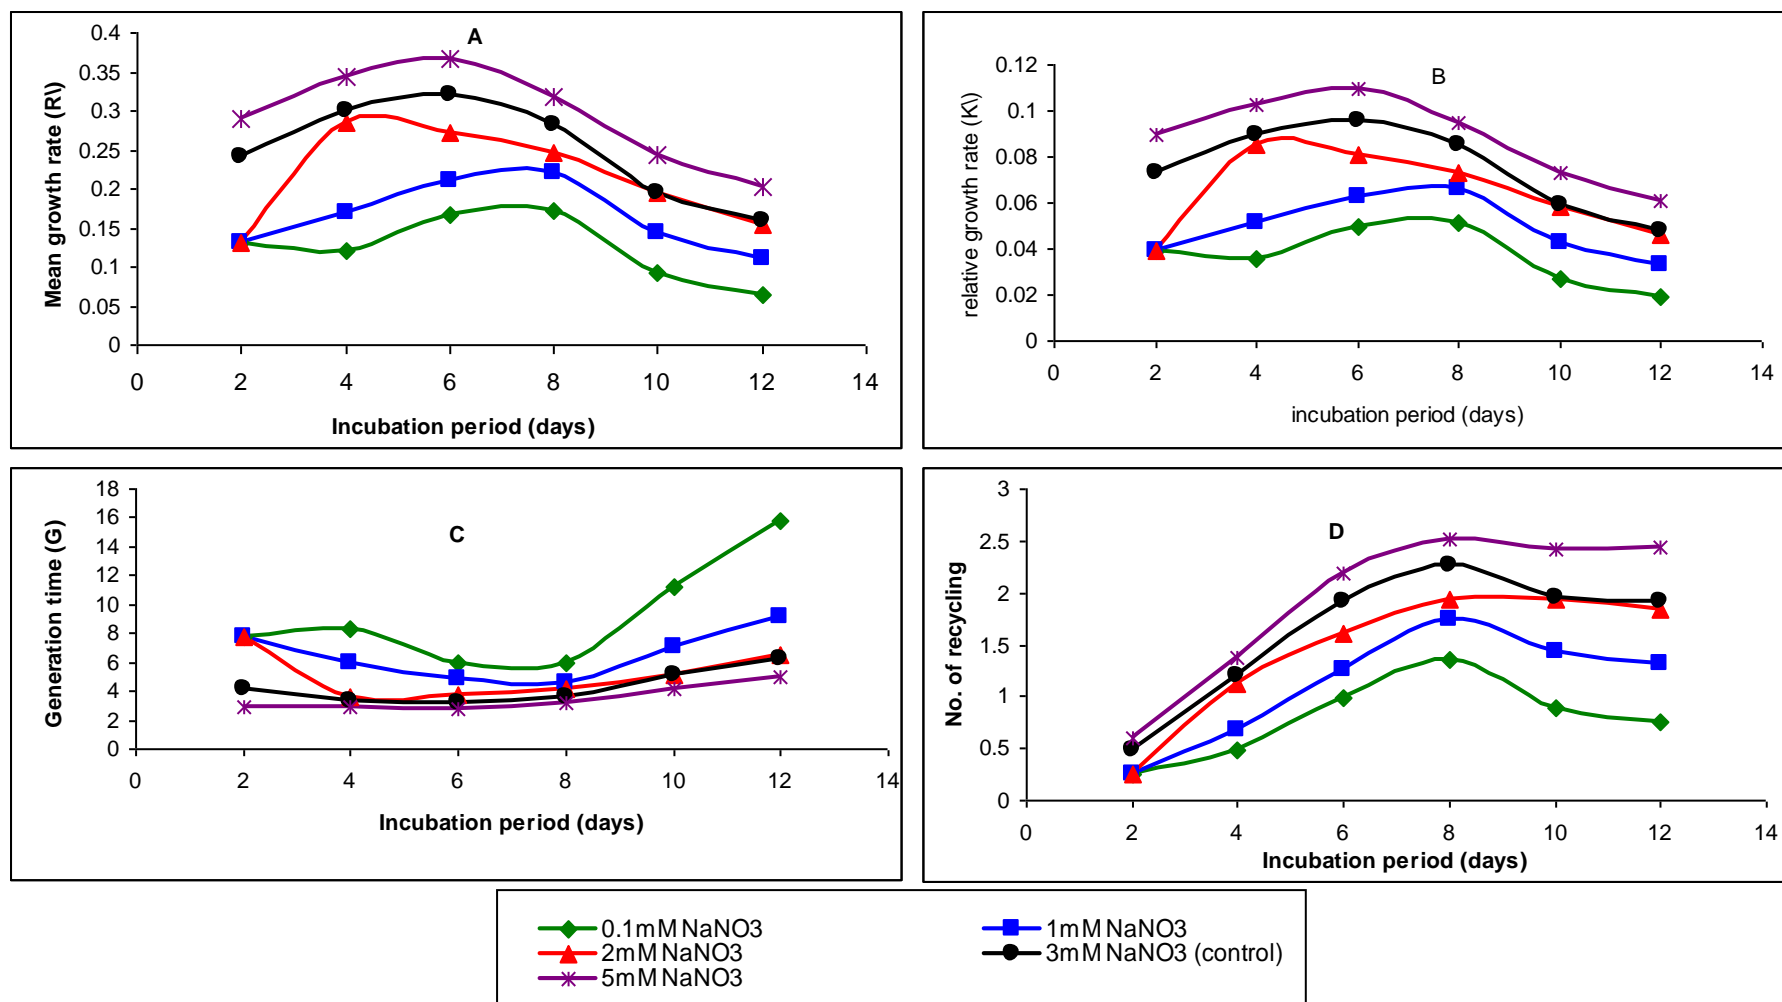 A
Mean growth rate (R\)
0.4
0.35
0.3
0.25
0.2
0.15
0.1
0.05
0
0 2 4 6 8 10 12 14
Incubation period (days)
B
relative growth rate (K\)
0.12
0.1
0.08
0.06
0.04
0.02
0
0 2 4 6 8 10 12 14
incubation period (days)
C
Generation time (G)
18
16
14
12
10
8
6
4
2
0
0 2 4 6 8 10 12 14
Incubation period (days)
D
No. of recycling
3
2.5
2
1.5
1
0.5
0
0 2 4 6 8 10 12 14
Incubation period (days)
0.1mM NaNO3 1mM NaNO3
2mM NaNO3 3mM NaNO3 (control)
5mM NaNO3